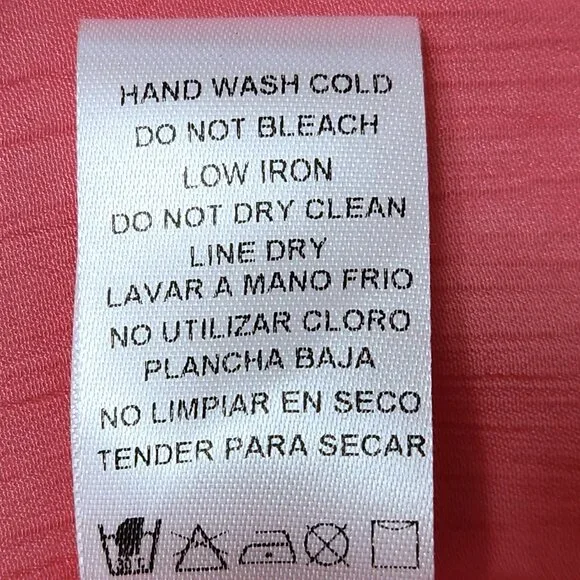 HAND WASH COLD
DO NOT BLEACH
LOW IRON
DO NOT DRY CLEAN
LINE DRY
LAVAR A MANO FRIO
NO UTILIZAR CLORO
PLANCHA BAJA
NO LIMPIAR EN SECO
TENDER PARA SECAR